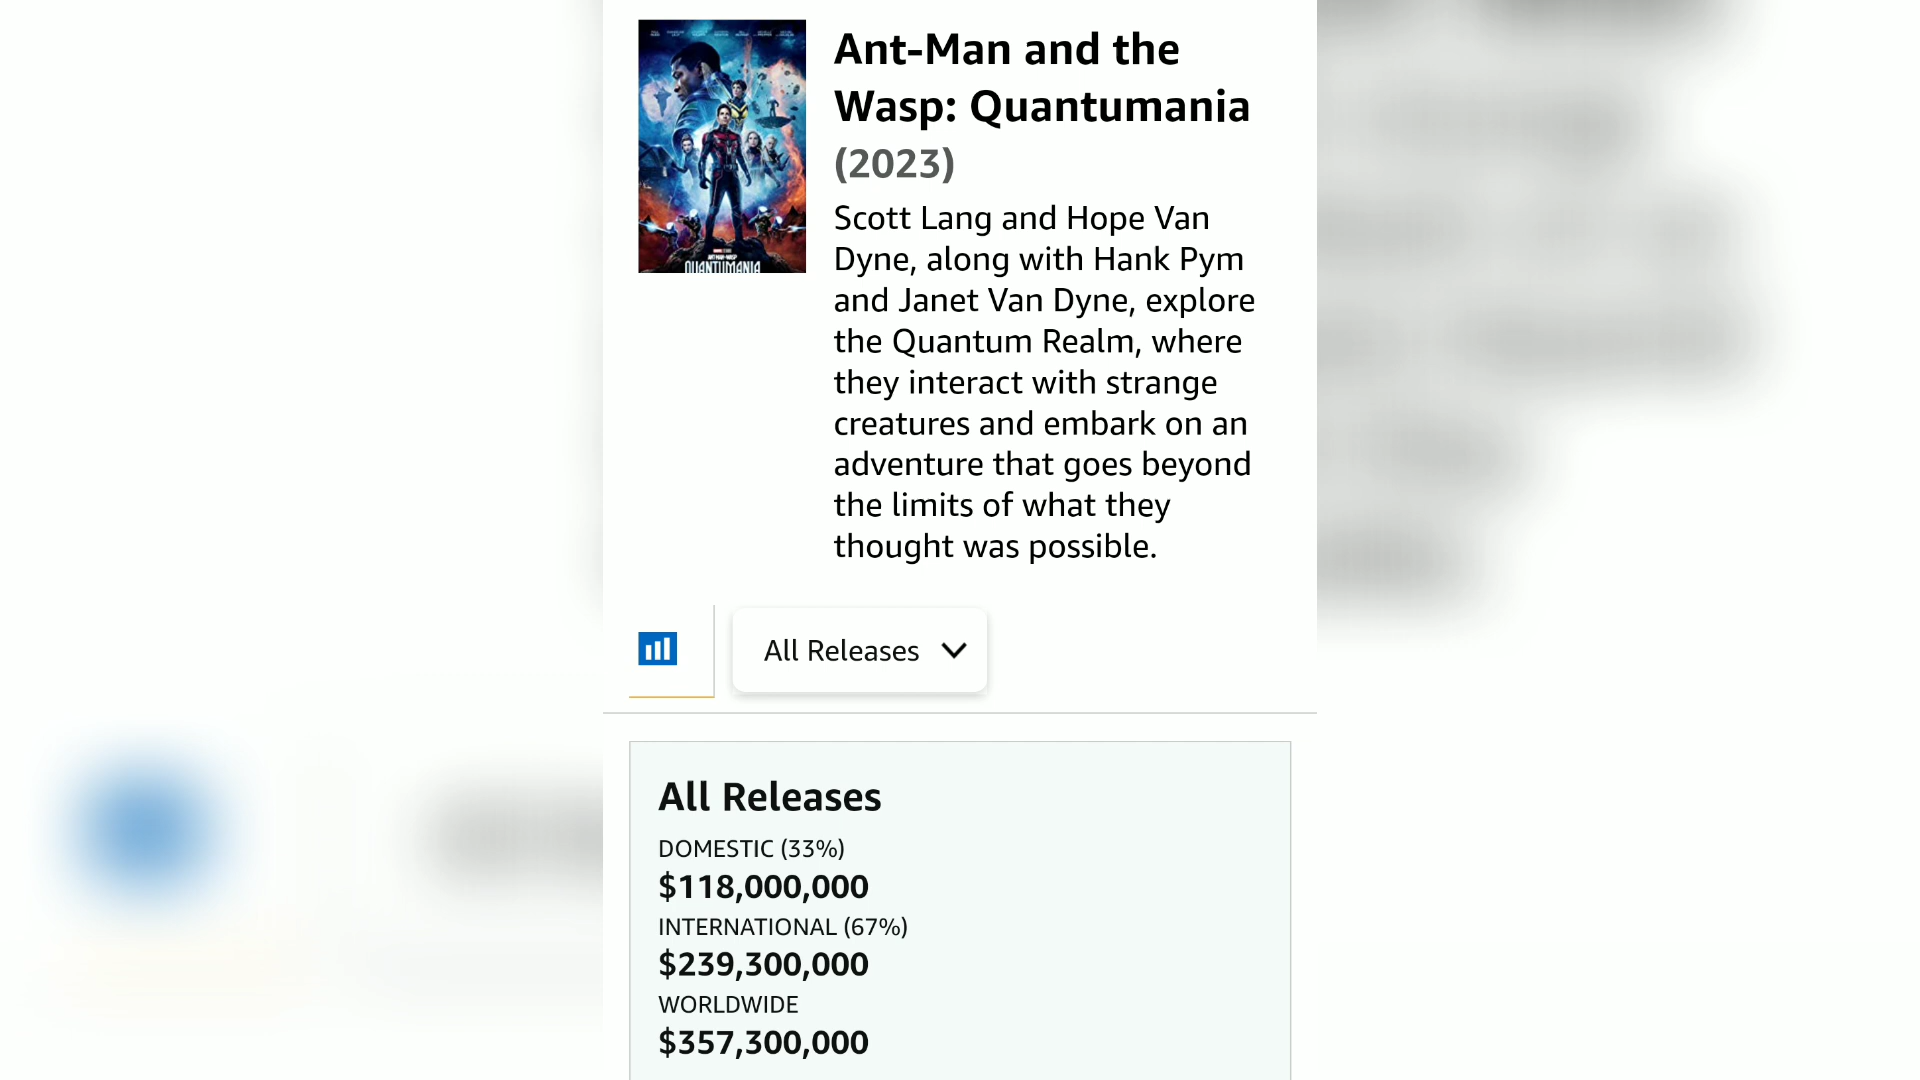 Ant-Man and the
Wasp: Quantumania
(2023)
Scott Lang and Hope Van
Dyne, along with Hank Pym
and Janet Van Dyne, explore
the Quantum Realm, where
they interact with strange
creatures and embark on an
adventure that goes beyond
the limits of what they
thought was possible.
QUANTUMANIA
All Releases
All Releases
DOMESTIC (33%)
$118,000,000
INTERNATIONAL (67%)
$239,300,000
WORLDWIDE
$357,300,000